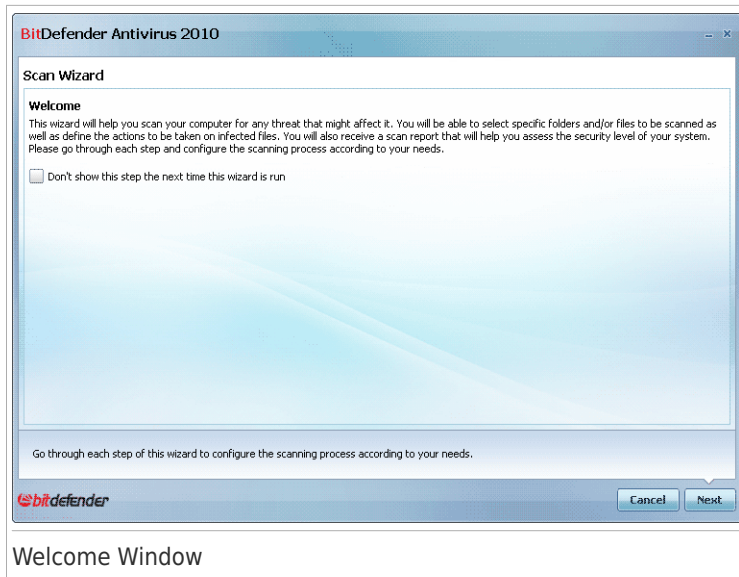 BitDefender Antivirus 2010
Scan Wizard
Welcome
This wizard will help you scan your computer for any threat that might affect it. You will be able to select specific folders and/or files to be scanned as
well as define the actions to be taken on infected files. You will also receive a scan report that will help you assess the security level of your system.
Please go through each step and configure the scanning process according to your needs.
Don't show this step the next time this wizard is run
Go through each step of this wizard to configure the scanning process according to your needs.
bitdefender
Cancel
Next
Welcome Window